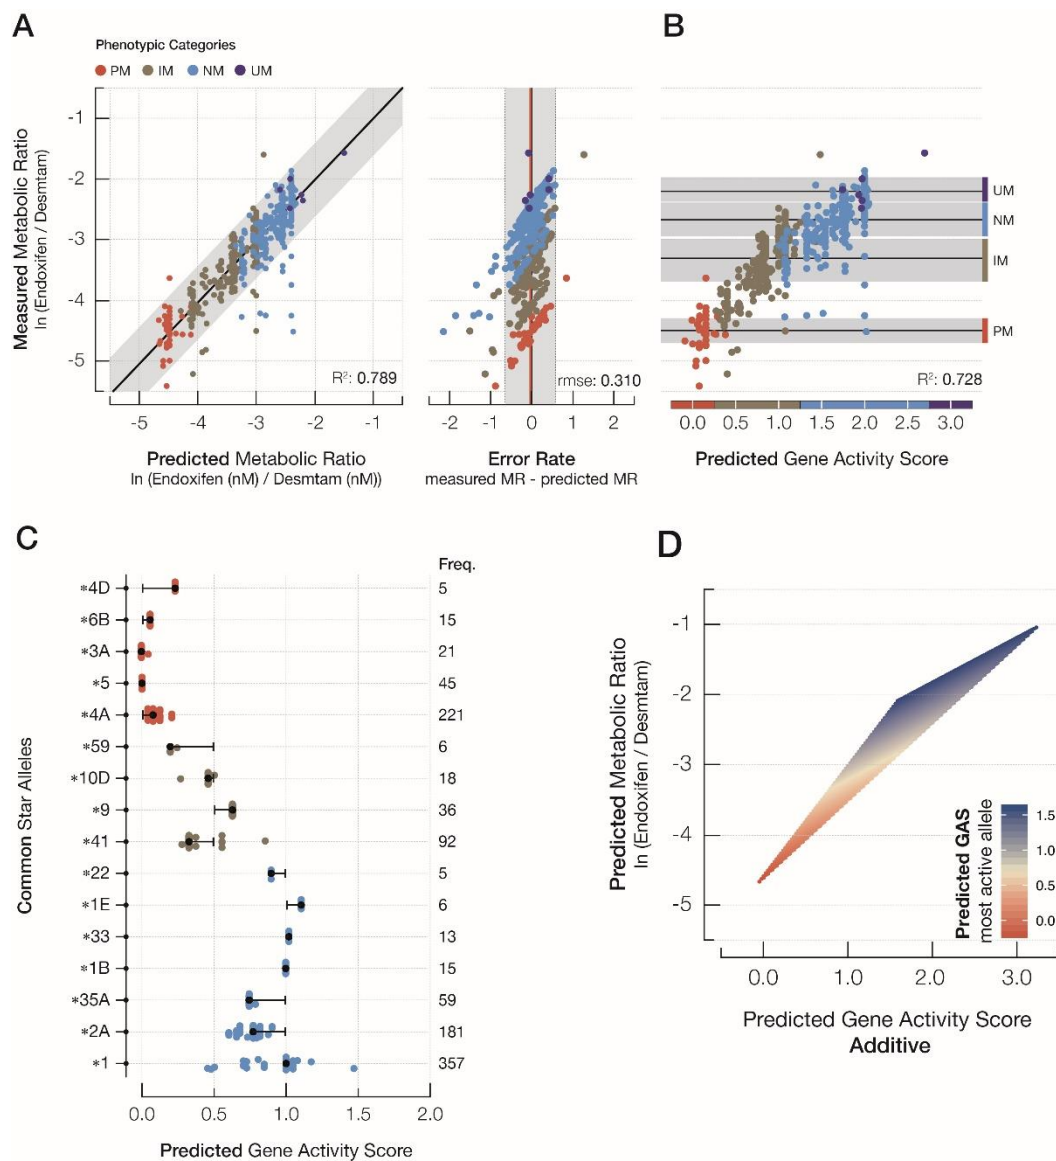 A
B
Phenotypic Categories
PM IM NM UM
Measured Metabolic Ratio
ln (Endoxifen / Desmtam)
-1
-2
-3
-4
-5
R²: 0.789
-5 -4 -3 -2 -1
Predicted Metabolic Ratio
ln (Endoxifen (nM) / Desmtam (nM))
rmse: 0.310
-2 -1 0 1 2
Error Rate
measured MR - predicted MR
UM
NM
IM
PM
R²: 0.728
0.0 0.5 1.0 1.5 2.0 2.5 3.0
Predicted Gene Activity Score
C
Freq.
Common Star Alleles
*4D 5
*6B 15
*3A 21
*5 45
*4A 221
*59 6
*10D 18
*9 36
*41 92
*22 5
*1E 6
*33 13
*1B 15
*35A 59
*2A 181
*1 357
0.0 0.5 1.0 1.5 2.0
Predicted Gene Activity Score
D
Predicted Metabolic Ratio
ln (Endoxifen / Desmtam)
-1
-2
-3
-4
-5
Predicted GAS
most active allele
1.5
1.0
0.5
0.0
0.0 1.0 2.0 3.0
Predicted Gene Activity Score
Additive